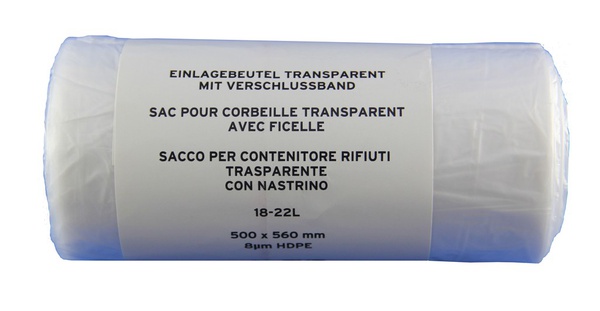 EINLAGEBEUTEL TRANSPARENT
MIT VERSCHLUSSBAND
SAC POUR CORBEILLE TRANSPARENT
AVEC FICELLE
SACCO PER CONTENITORE RIFIUTI
TRASPARENTE
CON NASTRINO
18-22L
500 x 560 mm
8µm HDPE